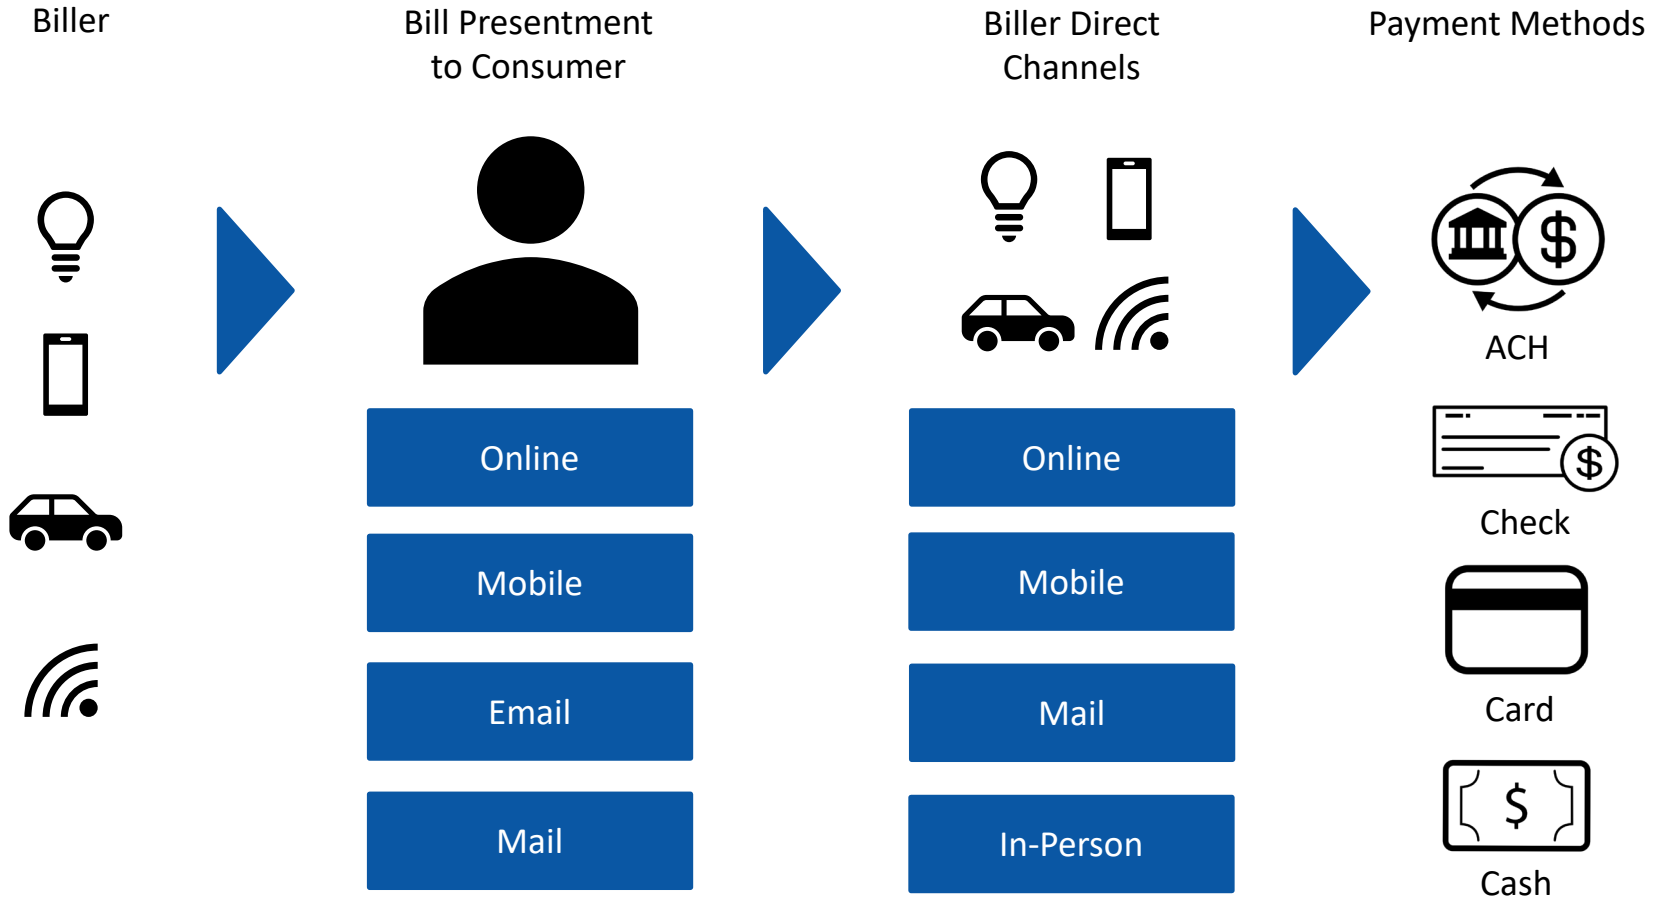 Biller
Bill Presentment
to Consumer
Biller Direct
Channels
Payment Methods
$
ACH
Online
Online
$
Check
Mobile
Mobile
Email
Mail
Card
Mail
In-Person
$
Cash